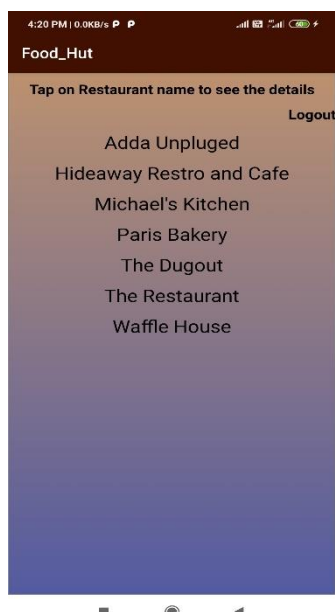 4:20 PM | 0.0KB/s P P 60
Food_Hut
Tap on Restaurant name to see the details
Logout
Adda Unpluged
Hideaway Restro and Cafe
Michael's Kitchen
Paris Bakery
The Dugout
The Restaurant
Waffle House